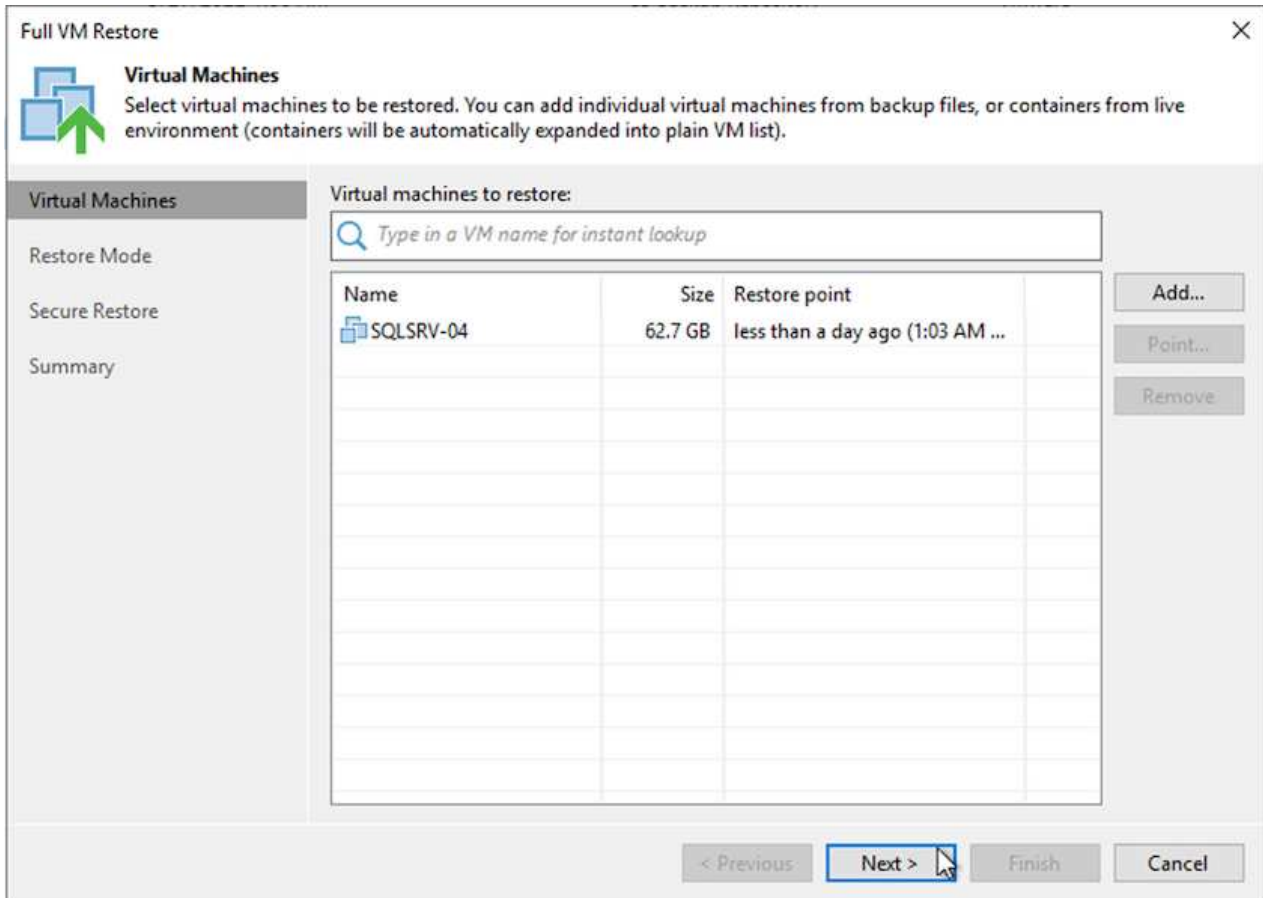 Full VM Restore
Virtual Machines
Select virtual machines to be restored. You can add individual virtual machines from backup files, or containers from live
environment (containers will be automatically expanded into plain VM list).
Virtual Machines
Restore Mode
Secure Restore
Summary
Virtual machines to restore:
Type in a VM name for instant lookup
Name Size Restore point
SQLSRV-04 62.7 GB less than a day ago (1:03 AM ...
Add...
Point...
Remove
< Previous Next > Finish Cancel